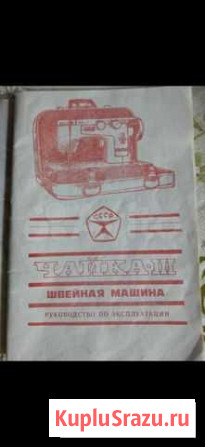 СССР
ЧАЙКА-III
ШВЕЙНАЯ МАШИНА
РУКОВОДСТВО ПО ЭКСПЛУАТАЦИИ
KupluSrazu.ru